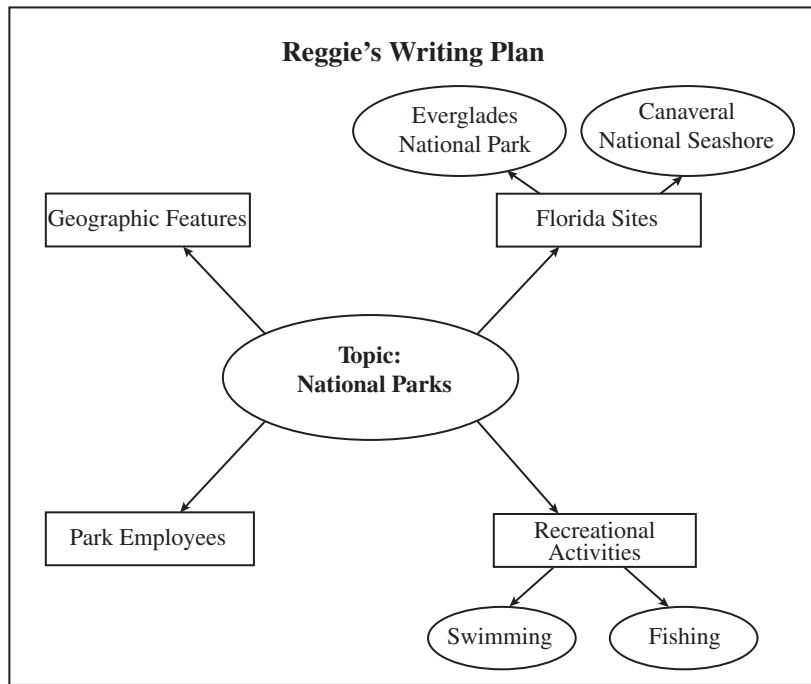 Reggie’s Writing Plan
Everglades
National Park
Canaveral
National Seashore
Geographic Features
Florida Sites
Topic:
National Parks
Park Employees
Recreational
Activities
Swimming
Fishing